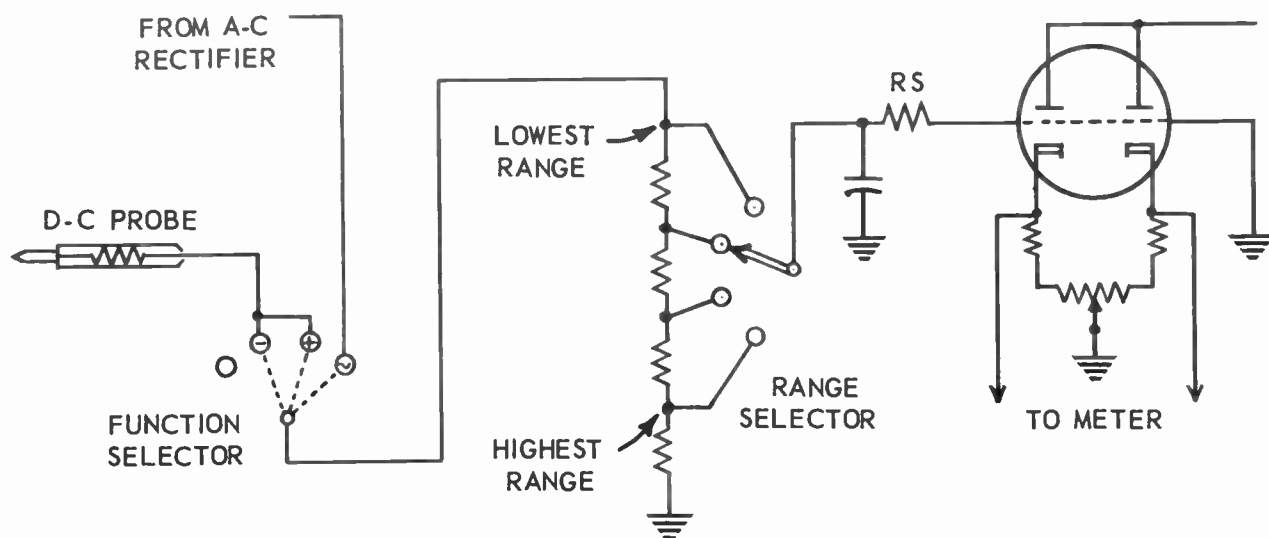 FROM A-C
RECTIFIER
RS
LOWEST
RANGE
D-C PROBE
-
+
~
FUNCTION
SELECTOR
RANGE
SELECTOR
HIGHEST
RANGE
TO METER